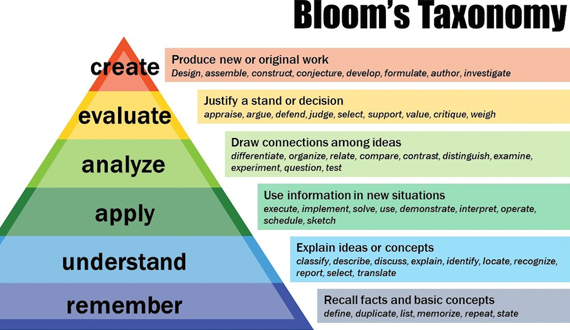 Bloom's Taxonomy
create
Produce new or original work
Design, assemble, construct, conjecture, develop, formulate, author, investigate
evaluate
Justify a stand or decision
appraise, argue, defend, judge, select, support, value, critique, weigh
analyze
Draw connections among ideas
differentiate, organize, relate, compare, contrast, distinguish, examine,
experiment, question, test
apply
Use information in new situations
execute, implement, solve, use, demonstrate, interpret, operate,
schedule, sketch
understand
Explain ideas or concepts
classify, describe, discuss, explain, identify, locate, recognize,
report, select, translate
remember
Recall facts and basic concepts
define, duplicate, list, memorize, repeat, state